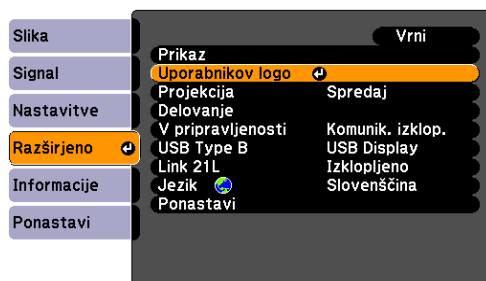 Slika
Signal
Nastavitve
Razširjeno
Informacije
Ponastavi
Vrni
Prikaz
Uporabnikov logo
Projekcija Spredaj
Delovanje
V pripravljenosti Komunik. izklop.
USB Type B USB Display
Link 21L Izklopljeno
Jezik Slovenščina
Ponastavi